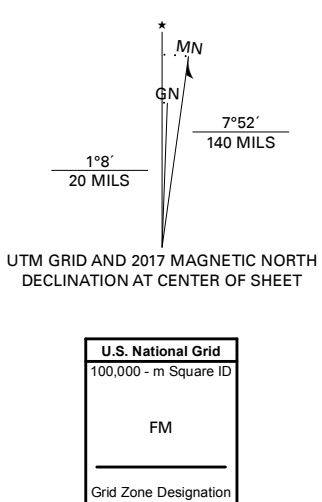 ★
MN
GN
7°52´
140 MILS
1°8´
20 MILS
UTM GRID AND 2017 MAGNETIC NORTH
DECLINATION AT CENTER OF SHEET
U.S. National Grid
100,000 - m Square ID
FM
Grid Zone Designation